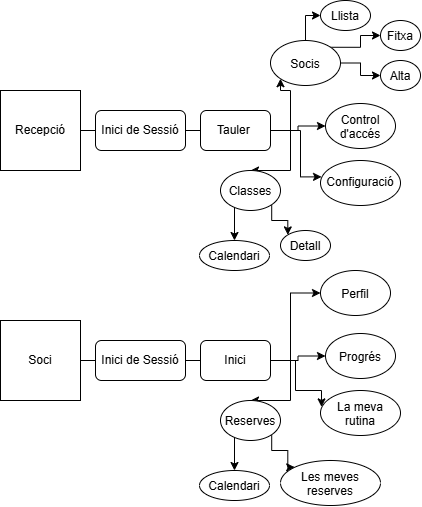 Llista
Fitxa
Socis
Alta
Recepció
Inici de Sessió
Tauler
Control
d'accés
Classes
Configuració
Calendari
Detall
Perfil
Soci
Inici de Sessió
Inici
Progrés
La meva
rutina
Reserves
Calendari
Les meves
reserves